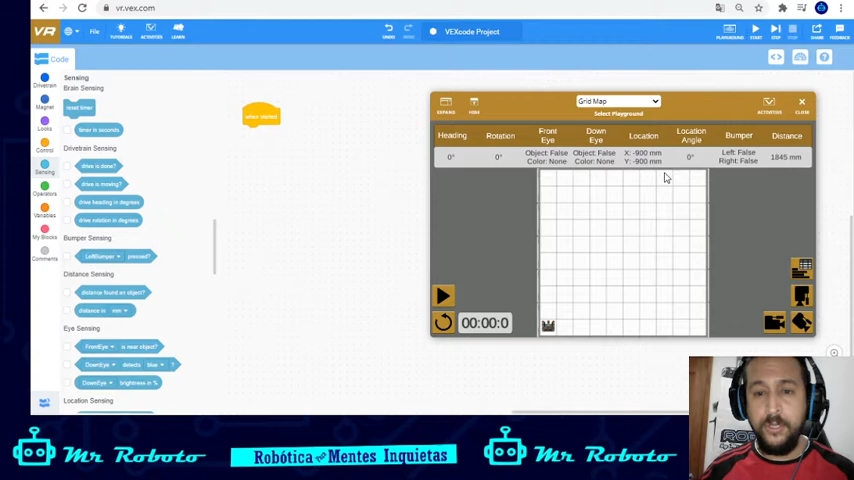 vr.vex.com
VR
File
TUTORIALS
ACTIVITIES
LEARN
UNDO
REDO
VEXcode Project
PLAYGROUND
START
STEP
STOP
SHARE
FEEDBACK
Code
Sensing
Drivetrain
Magnet
Looks
Control
Sensing
Operators
Variables
My Blocks
Comments
Brain Sensing
reset timer
timer in seconds
Drivetrain Sensing
drive is done?
drive is moving?
drive heading in degrees
drive rotation in degrees
Bumper Sensing
LeftBumper pressed?
Distance Sensing
distance found an object?
distance in mm
Eye Sensing
FrontEye is near object?
DownEye detects blue ?
DownEye brightness in %
Location Sensing
when started
EXPAND
HIDE
Grid Map
Select Playground
ACTIVITIES
CLOSE
Heading Rotation Front Eye Down Eye Location Location Angle Bumper Distance
0° 0° Object: False Object: False X: -900 mm 0° Left: False 1845 mm
Color: None Color: None Y: -900 mm Right: False
00:00:0
Mr Roboto
Robótica Para Mentes Inquietas
Mr Roboto